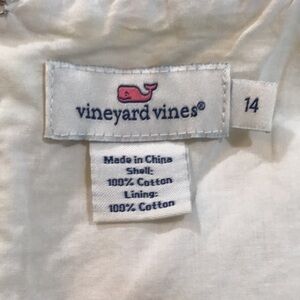 vineyard vines®
14
Made in China
Shell:
100% Cotton
Lining:
100% Cotton